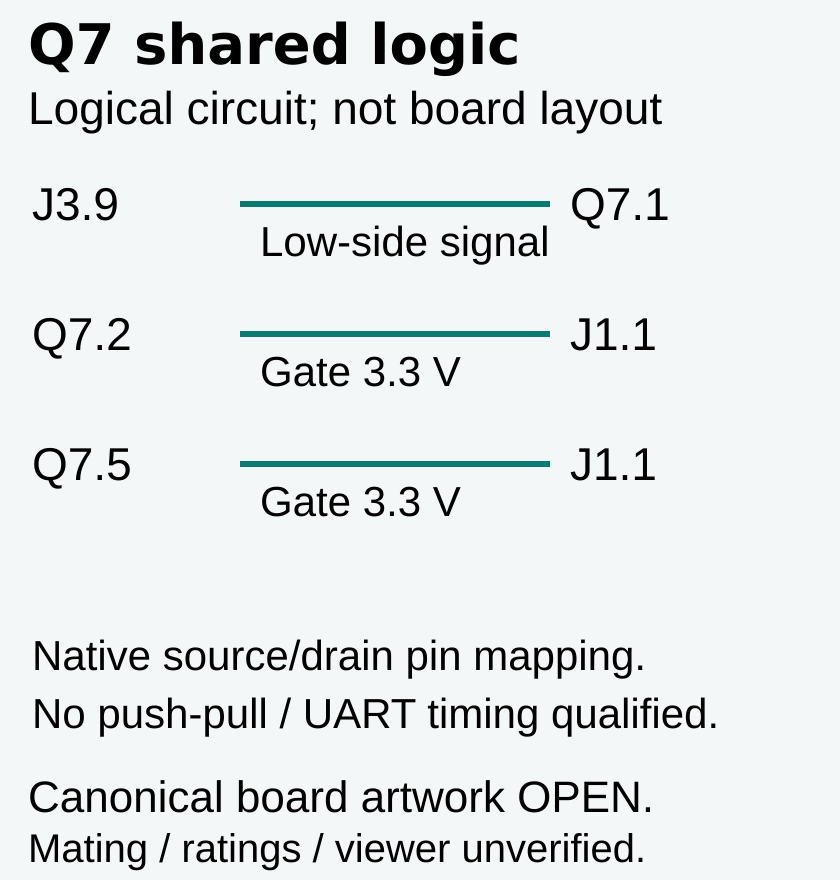 Q7 shared logic
Logical circuit; not board layout
J3.9 Q7.1
Low-side signal
Q7.2 J1.1
Gate 3.3 V
Q7.5 J1.1
Gate 3.3 V
Native source/drain pin mapping.
No push-pull / UART timing qualified.
Canonical board artwork OPEN.
Mating / ratings / viewer unverified.